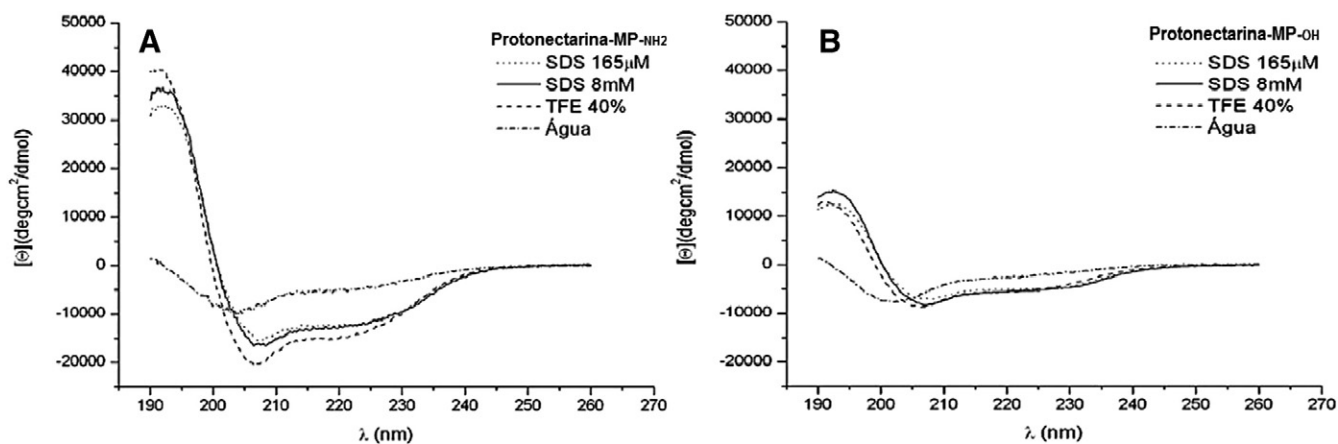 A
Protonectarina-MP-NH2
SDS 165μM
SDS 8mM
TFE 40%
Água
[Θ](degcm²/dmol)
50000
40000
30000
20000
10000
0
-10000
-20000
190 200 210 220 230 240 250 260 270
λ (nm)
B
Protonectarina-MP-OH
SDS 165μM
SDS 8mM
TFE 40%
Água
[Θ](degcm²/dmol)
50000
40000
30000
20000
10000
0
-10000
-20000
190 200 210 220 230 240 250 260 270
λ (nm)